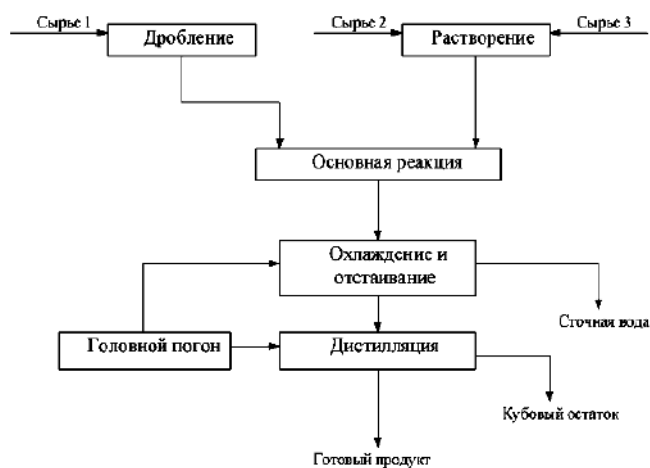 Сырье 1
Дробление
Сырье 2
Растворение
Сырье 3
Основная реакция
Охлаждение и
отстаивание
Сточная вода
Головной погон
Дистилляция
Кубовый остаток
Готовый продукт